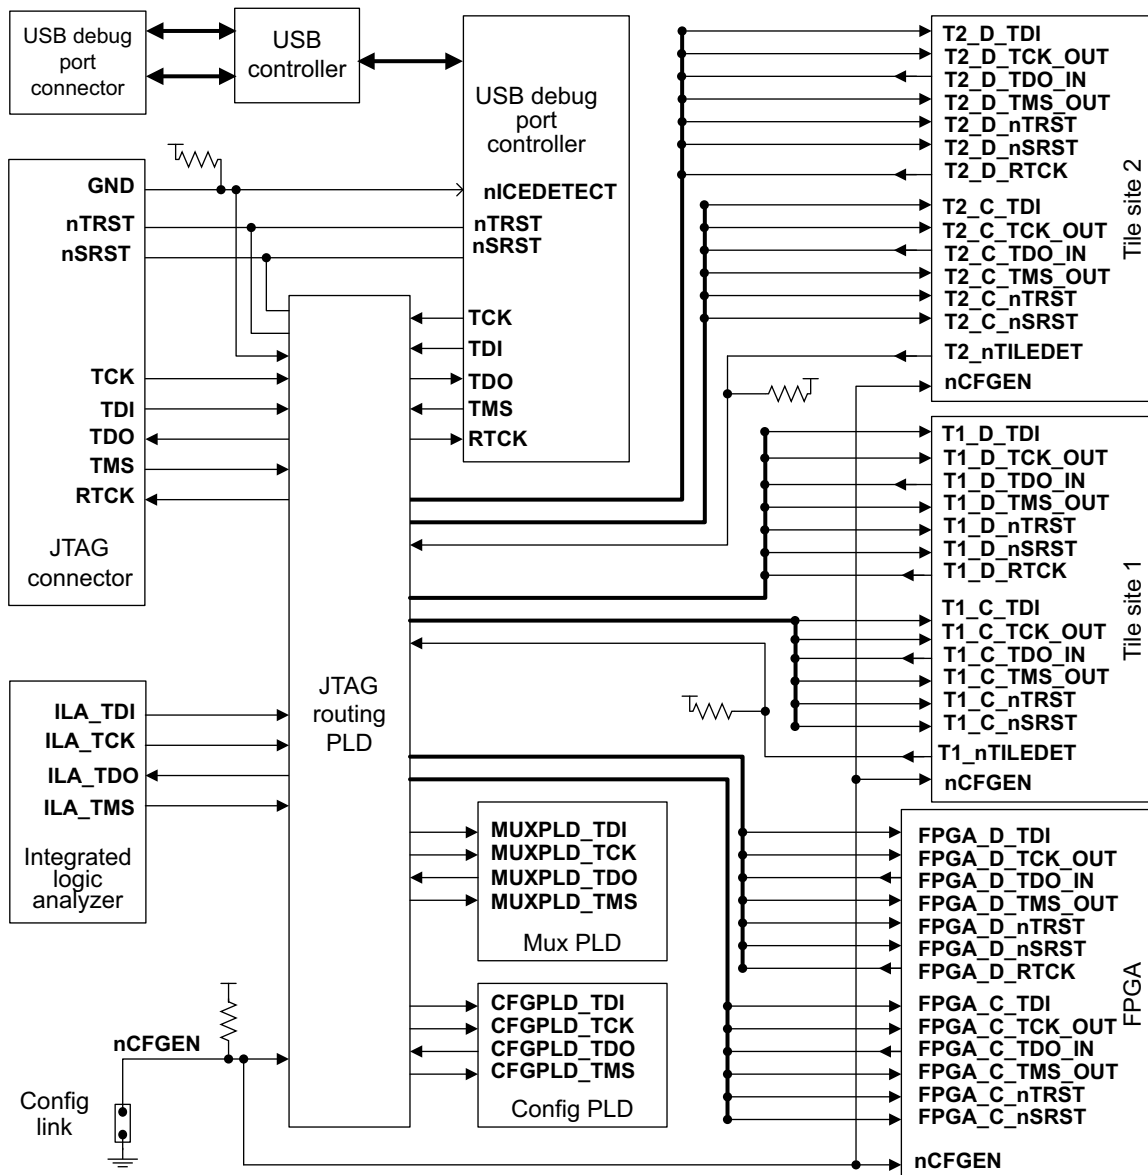 USB debug
port
connector
USB
controller
USB debug
port
controller
nICEDETECT
nTRST
nSRST
TCK
TDI
TDO
TMS
RTCK
GND
nTRST
nSRST
TCK
TDI
TDO
TMS
RTCK
JTAG
connector
ILA_TDI
ILA_TCK
ILA_TDO
ILA_TMS
Integrated
logic
analyzer
nCFGEN
Config
link
JTAG
routing
PLD
MUXPLD_TDI
MUXPLD_TCK
MUXPLD_TDO
MUXPLD_TMS
Mux PLD
CFGPLD_TDI
CFGPLD_TCK
CFGPLD_TDO
CFGPLD_TMS
Config PLD
T2_D_TDI
T2_D_TCK_OUT
T2_D_TDO_IN
T2_D_TMS_OUT
T2_D_nTRST
T2_D_nSRST
T2_D_RTCK
T2_C_TDI
T2_C_TCK_OUT
T2_C_TDO_IN
T2_C_TMS_OUT
T2_C_nTRST
T2_C_nSRST
T2_nTILEDET
nCFGEN
Tile site 2
T1_D_TDI
T1_D_TCK_OUT
T1_D_TDO_IN
T1_D_TMS_OUT
T1_D_nTRST
T1_D_nSRST
T1_D_RTCK
T1_C_TDI
T1_C_TCK_OUT
T1_C_TDO_IN
T1_C_TMS_OUT
T1_C_nTRST
T1_C_nSRST
T1_nTILEDET
nCFGEN
Tile site 1
FPGA_D_TDI
FPGA_D_TCK_OUT
FPGA_D_TDO_IN
FPGA_D_TMS_OUT
FPGA_D_nTRST
FPGA_D_nSRST
FPGA_D_RTCK
FPGA_C_TDI
FPGA_C_TCK_OUT
FPGA_C_TDO_IN
FPGA_C_TMS_OUT
FPGA_C_nTRST
FPGA_C_nSRST
nCFGEN
FPGA